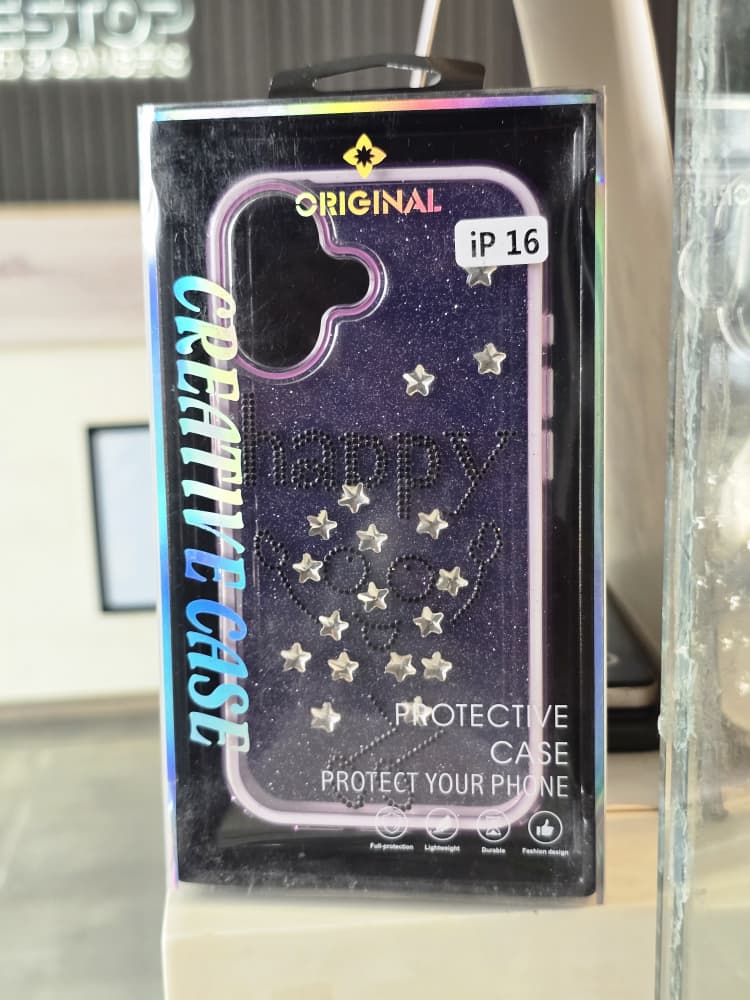 ORIGINAL
iP 16
CREATIVE CASE
happy
PROTECTIVE
CASE
PROTECT YOUR PHONE
Full-protection
Lightweight
Durable
Fashion design